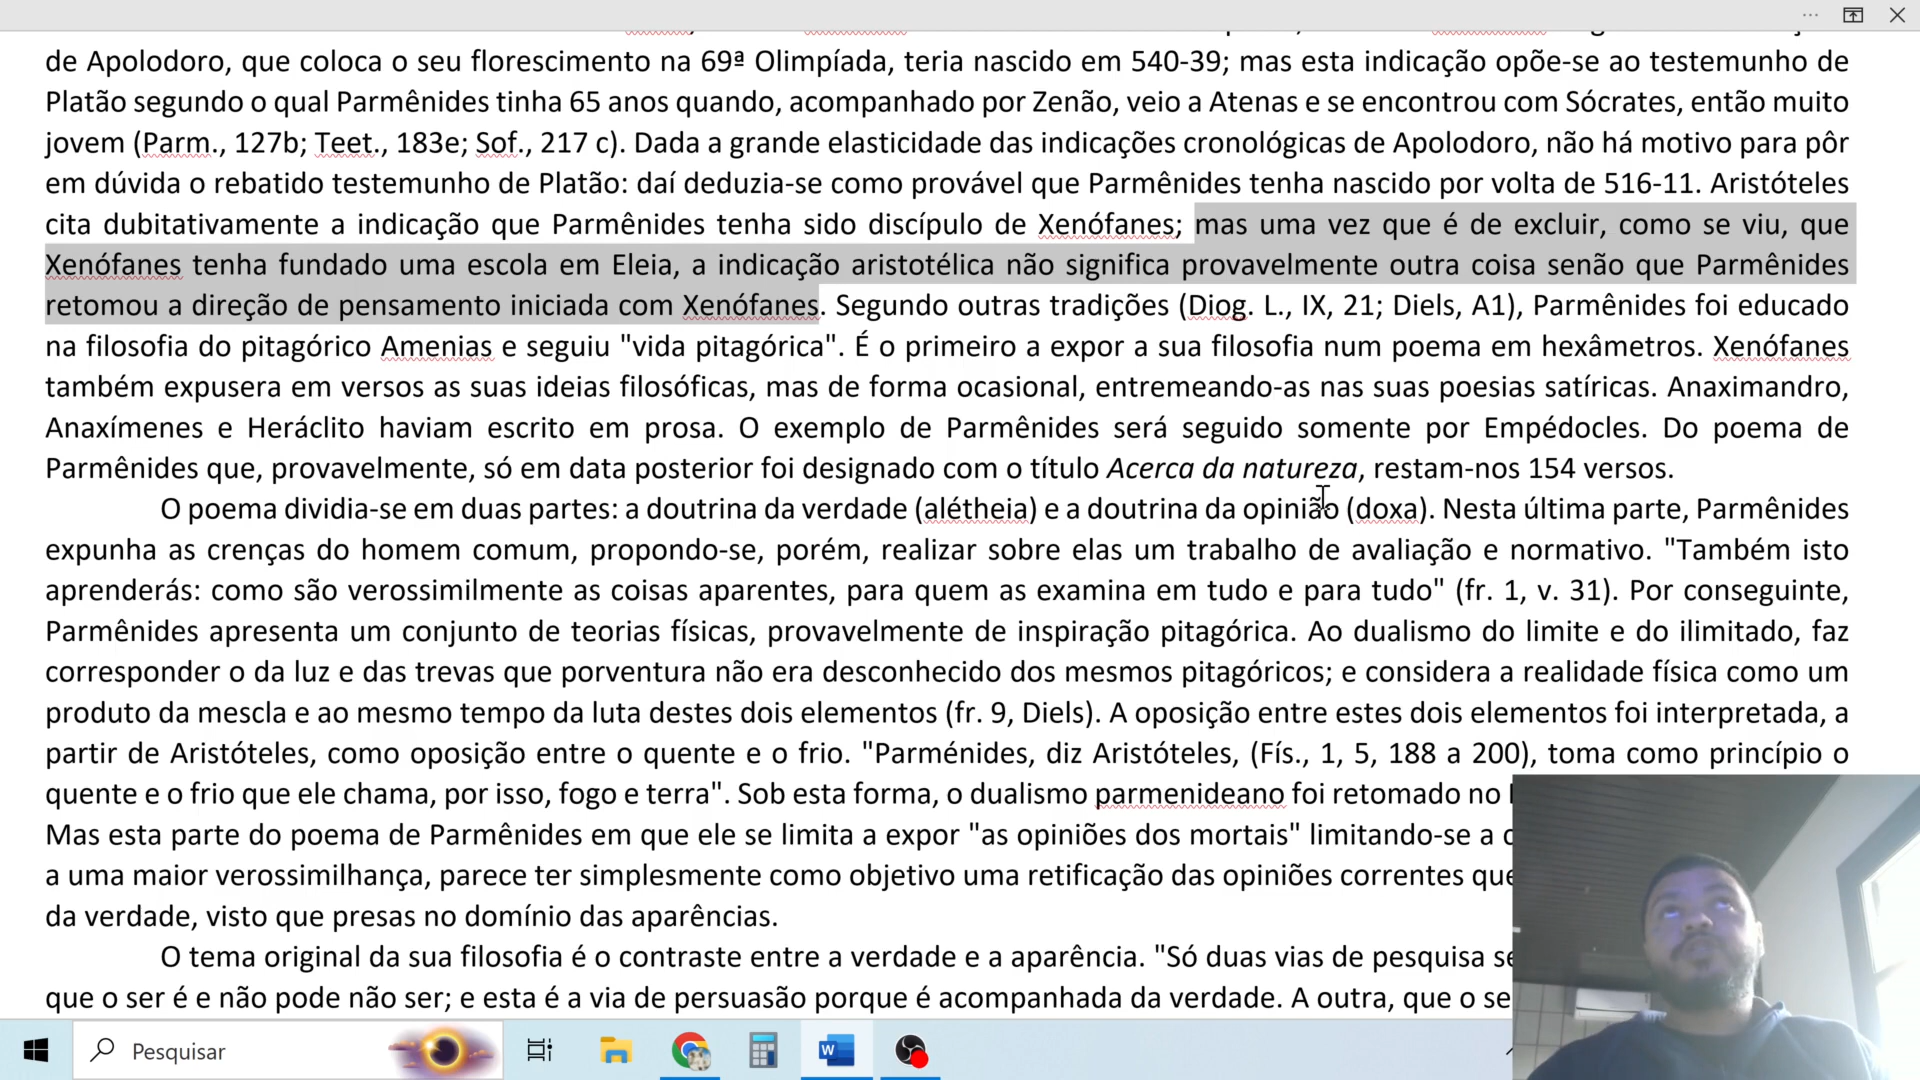 de Apolodoro, que coloca o seu florescimento na 69ª Olimpíada, teria nascido em 540-39; mas esta indicação opõe-se ao testemunho de
Platão segundo o qual Parmênides tinha 65 anos quando, acompanhado por Zenão, veio a Atenas e se encontrou com Sócrates, então muito
jovem (Parm., 127b; Teet., 183e; Sof., 217 c). Dada a grande elasticidade das indicações cronológicas de Apolodoro, não há motivo para pôr
em dúvida o rebatido testemunho de Platão: daí deduzia-se como provável que Parmênides tenha nascido por volta de 516-11. Aristóteles
cita dubitativamente a indicação que Parmênides tenha sido discípulo de Xenófanes; mas uma vez que é de excluir, como se viu, que
Xenófanes tenha fundado uma escola em Eleia, a indicação aristotélica não significa provavelmente outra coisa senão que Parmênides
retomou a direção de pensamento iniciada com Xenófanes. Segundo outras tradições (Diog. L., IX, 21; Diels, A1), Parmênides foi educado
na filosofia do pitagórico Amenias e seguiu "vida pitagórica". É o primeiro a expor a sua filosofia num poema em hexâmetros. Xenófanes
também expusera em versos as suas ideias filosóficas, mas de forma ocasional, entremeando-as nas suas poesias satíricas. Anaximandro,
Anaxímenes e Heráclito haviam escrito em prosa. O exemplo de Parmênides será seguido somente por Empédocles. Do poema de
Parmênides que, provavelmente, só em data posterior foi designado com o título Acerca da natureza, restam-nos 154 versos.
O poema dividia-se em duas partes: a doutrina da verdade (alétheia) e a doutrina da opinião (doxa). Nesta última parte, Parmênides
expunha as crenças do homem comum, propondo-se, porém, realizar sobre elas um trabalho de avaliação e normativo. "Também isto
aprenderás: como são verossimilmente as coisas aparentes, para quem as examina em tudo e para tudo" (fr. 1, v. 31). Por conseguinte,
Parmênides apresenta um conjunto de teorias físicas, provavelmente de inspiração pitagórica. Ao dualismo do limite e do ilimitado, faz
corresponder o da luz e das trevas que porventura não era desconhecido dos mesmos pitagóricos; e considera a realidade física como um
produto da mescla e ao mesmo tempo da luta destes dois elementos (fr. 9, Diels). A oposição entre estes dois elementos foi interpretada, a
partir de Aristóteles, como oposição entre o quente e o frio. "Parménides, diz Aristóteles, (Fís., 1, 5, 188 a 200), toma como princípio o
quente e o frio que ele chama, por isso, fogo e terra". Sob esta forma, o dualismo parmenideano foi retomado no
Mas esta parte do poema de Parmênides em que ele se limita a expor "as opiniões dos mortais" limitando-se a
a uma maior verossimilhança, parece ter simplesmente como objetivo uma retificação das opiniões correntes que
da verdade, visto que presas no domínio das aparências.
O tema original da sua filosofia é o contraste entre a verdade e a aparência. "Só duas vias de pesquisa
que o ser é e não pode não ser; e esta é a via de persuasão porque é acompanhada da verdade. A outra, que o
Pesquisar